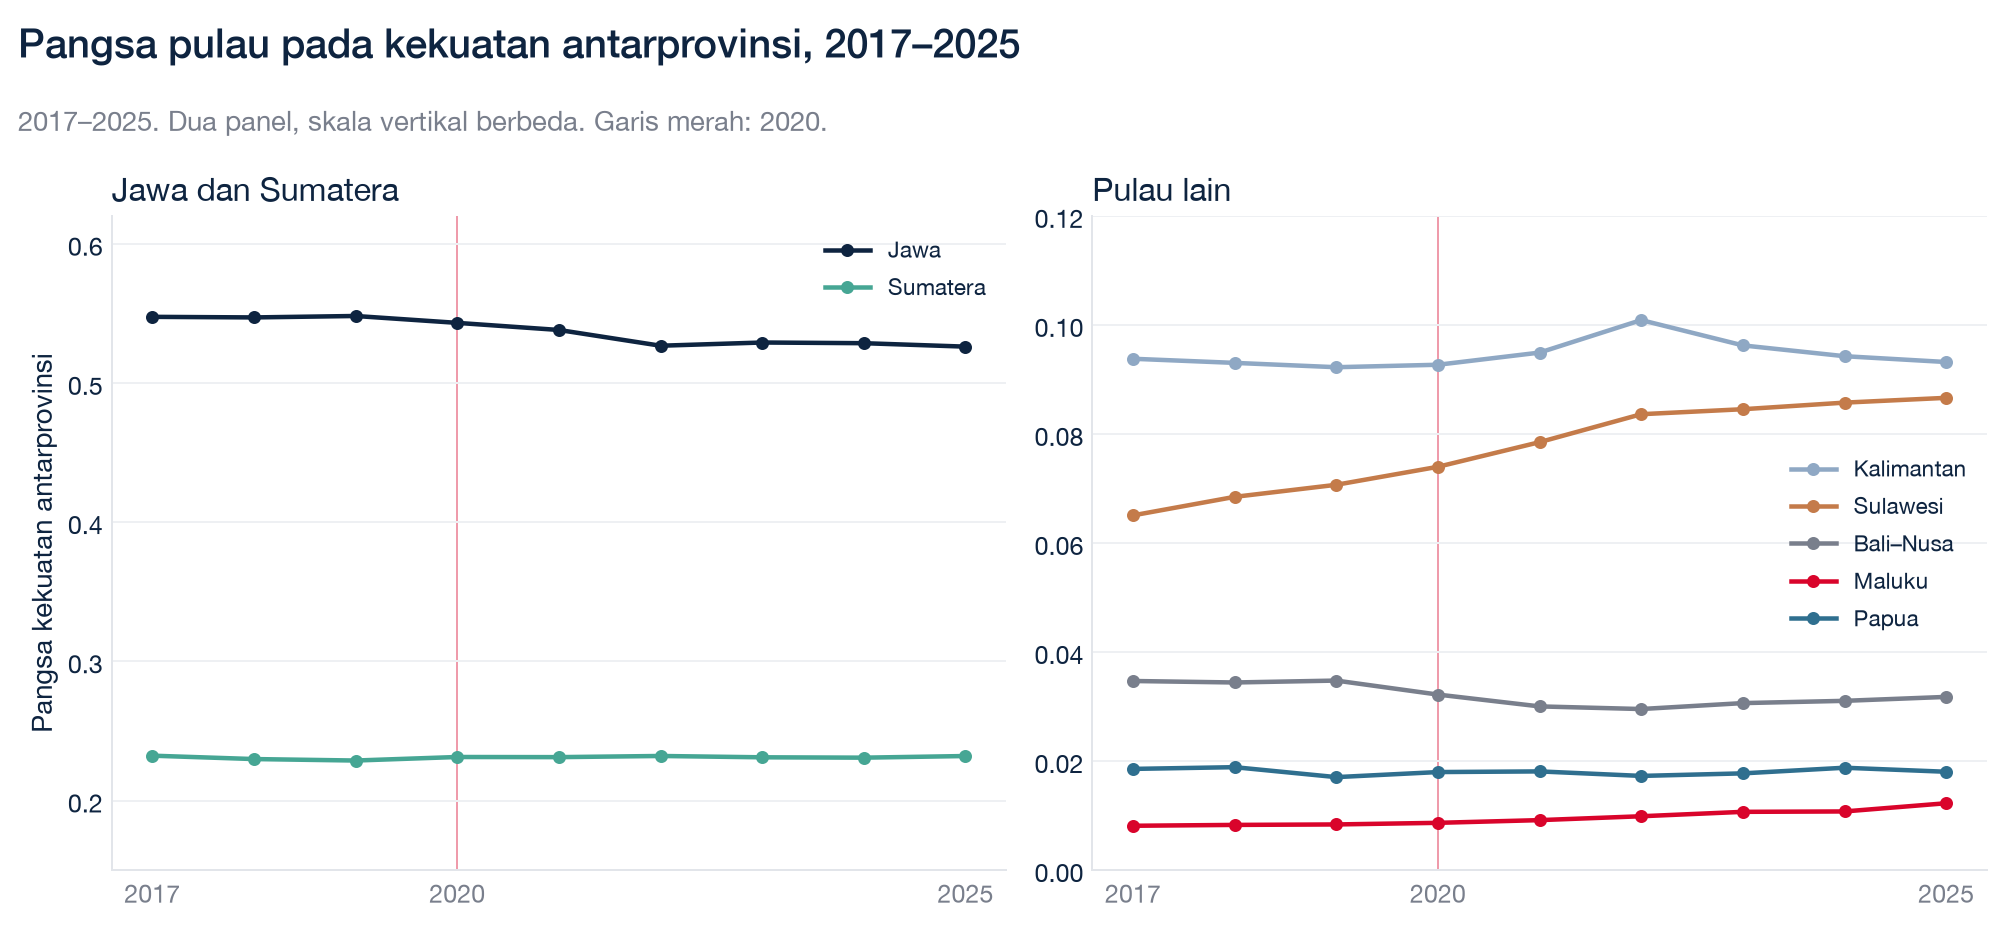 Pangsa pulau pada kekuatan antarprovinsi, 2017–2025
2017–2025. Dua panel, skala vertikal berbeda. Garis merah: 2020.
Jawa dan Sumatera
Pangsa kekuatan antarprovinsi
0.6
0.5
0.4
0.3
0.2
Jawa
Sumatera
2017
2020
2025
Pulau lain
0.12
0.10
0.08
0.06
0.04
0.02
0.00
Kalimantan
Sulawesi
Bali–Nusa
Maluku
Papua
2017
2020
2025